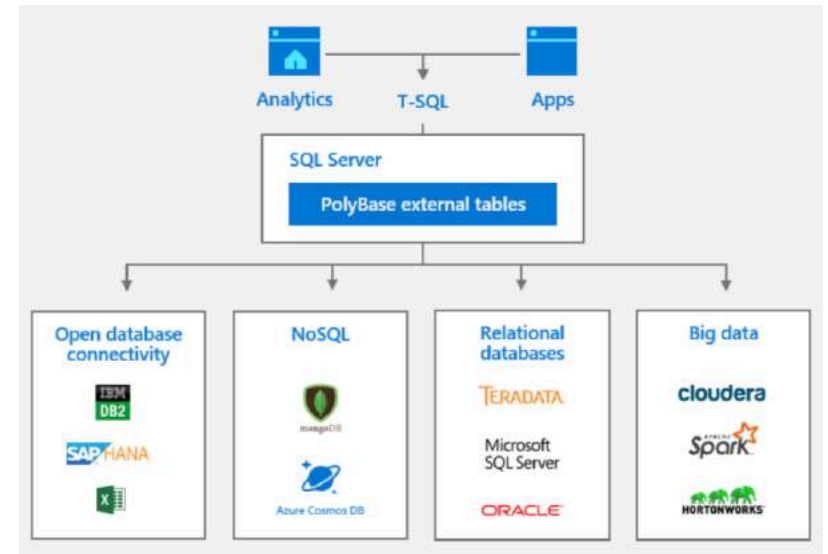 Analytics
T-SQL
Apps
SQL Server
PolyBase external tables
Open database
connectivity
IBM
DB2
SAP HANA
X
NoSQL
mongoDB
Azure Cosmos DB
Relational
databases
TERADATA
Microsoft
SQL Server
ORACLE
Big data
cloudera
APACHE
Spark
HORTONWORKS